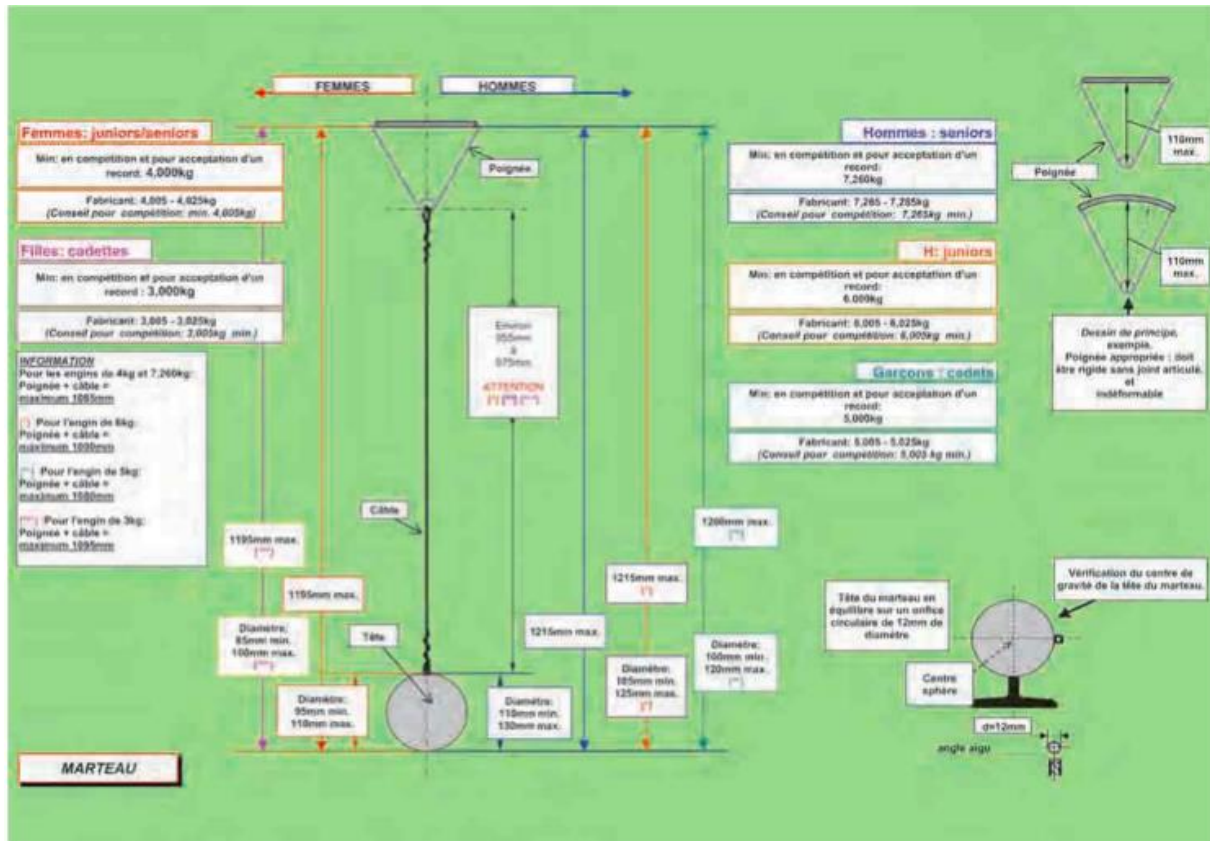 FEMMES
HOMMES
Femmes: juniors/seniors
Min: en compétition et pour acceptation d'un
record: 4,000kg
Fabricant: 4,005 - 4,025kg
(Conseil pour compétition: min. 4,005kg)
Filles: cadettes
Min: en compétition et pour acceptation d'un
record : 3,000kg
Fabricant: 3,005 - 3,025kg
(Conseil pour compétition: 3,005kg min.)
INFORMATION
Pour les engins de 4kg et 7,260kg:
Poignée + câble =
maximum 1085mm
(*) Pour l'engin de 6kg:
Poignée + câble =
maximum 1090mm
(**) Pour l'engin de 5kg:
Poignée + câble =
maximum 1080mm
(***) Pour l'engin de 3kg:
Poignée + câble =
maximum 1095mm
Poignée
Environ
955mm
à
975mm
ATTENTION
(*) (**) (***)
Câble
Tête
1195mm max.
(***)
1195mm max.
Diamètre:
85mm min.
100mm max.
(***)
Diamètre:
95mm min.
110mm max.
Diamètre:
110mm min.
130mm max.
1215mm max.
1215mm max.
(*)
Diamètre:
105mm min.
125mm max.
(*)
1200mm max.
(**)
Diamètre:
100mm min.
120mm max.
(**)
Hommes : seniors
Min: en compétition et pour acceptation d'un
record:
7,260kg
Fabricant: 7,265 - 7,285kg
(Conseil pour compétition: 7,265kg min.)
H: juniors
Min: en compétition et pour acceptation d'un
record:
6,000kg
Fabricant: 6,005 - 6,025kg
(Conseil pour compétition: 6,005kg min.)
Garçons : cadets
Min: en compétition et pour acceptation d'un
record:
5,000kg
Fabricant: 5,005 - 5,025kg
(Conseil pour compétition: 5,005 kg min.)
110mm
max.
Poignée
110mm
max.
Dessin de principe,
exemple.
Poignée appropriée : doit
être rigide sans joint articulé.
et
indéformable
Vérification du centre de
gravité de la tête du marteau.
Tête du marteau en
équilibre sur un orifice
circulaire de 12mm de
diamètre
Centre
sphère
d=12mm
angle aigu
MARTEAU